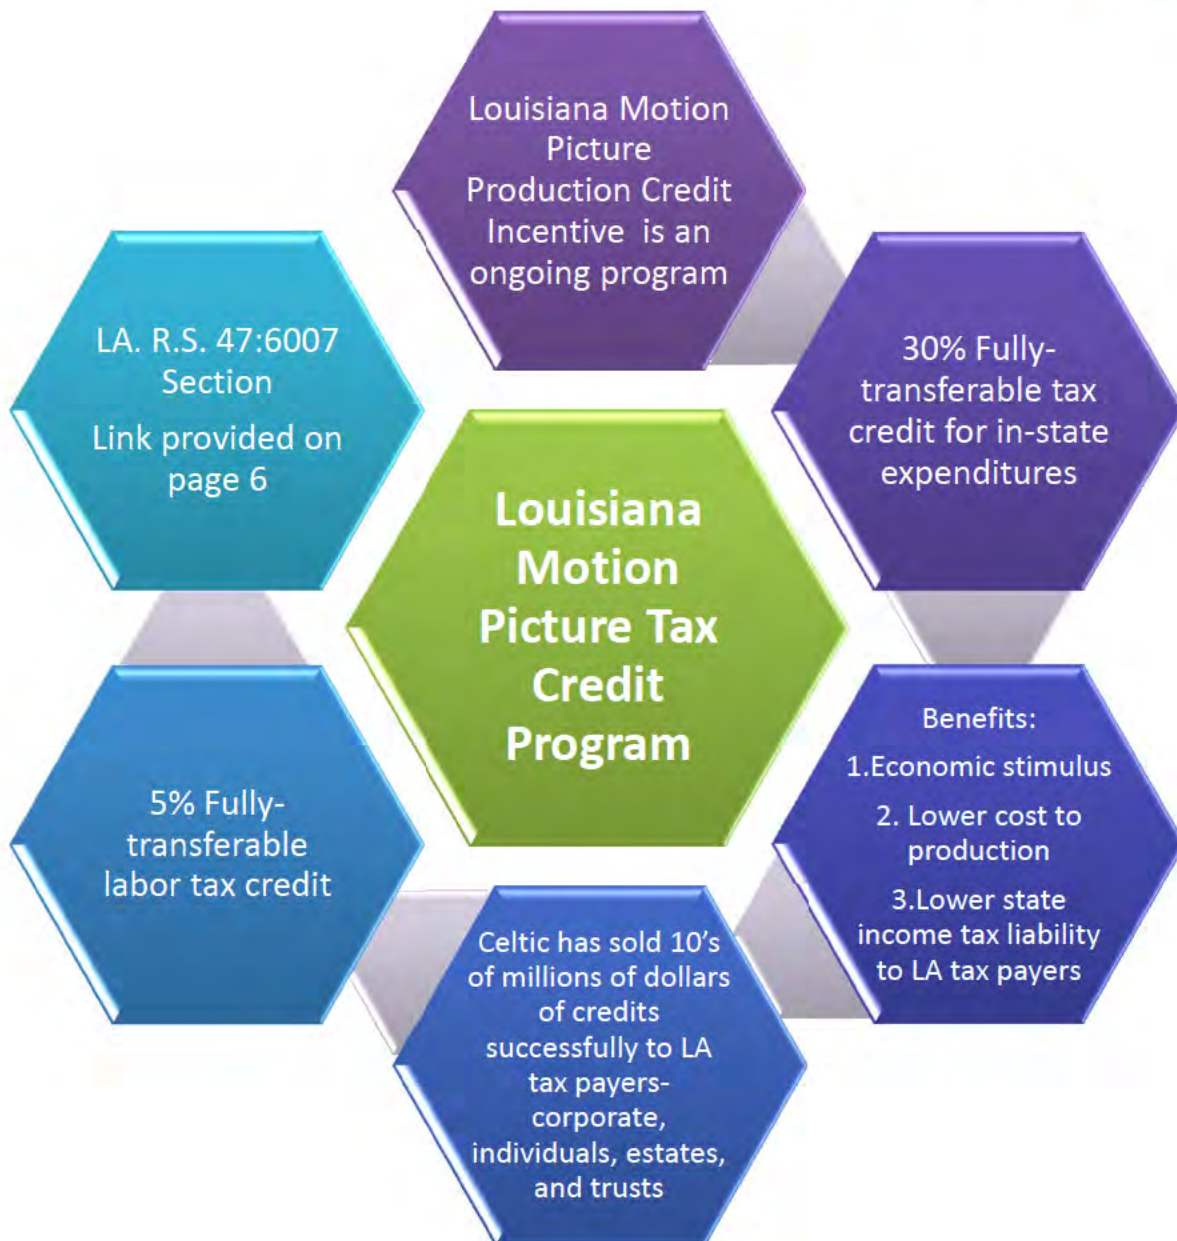 Louisiana Motion
Picture
Production Credit
Incentive is an
ongoing program
30% Fully-
transferable tax
credit for in-state
expenditures
Benefits:
1.Economic stimulus
2. Lower cost to
production
3.Lower state
income tax liability
to LA tax payers
Celtic has sold 10’s
of millions of dollars
of credits
successfully to LA
tax payers-
corporate,
individuals, estates,
and trusts
5% Fully-
transferable
labor tax credit
LA. R.S. 47:6007
Section
Link provided on
page 6
Louisiana
Motion
Picture Tax
Credit
Program